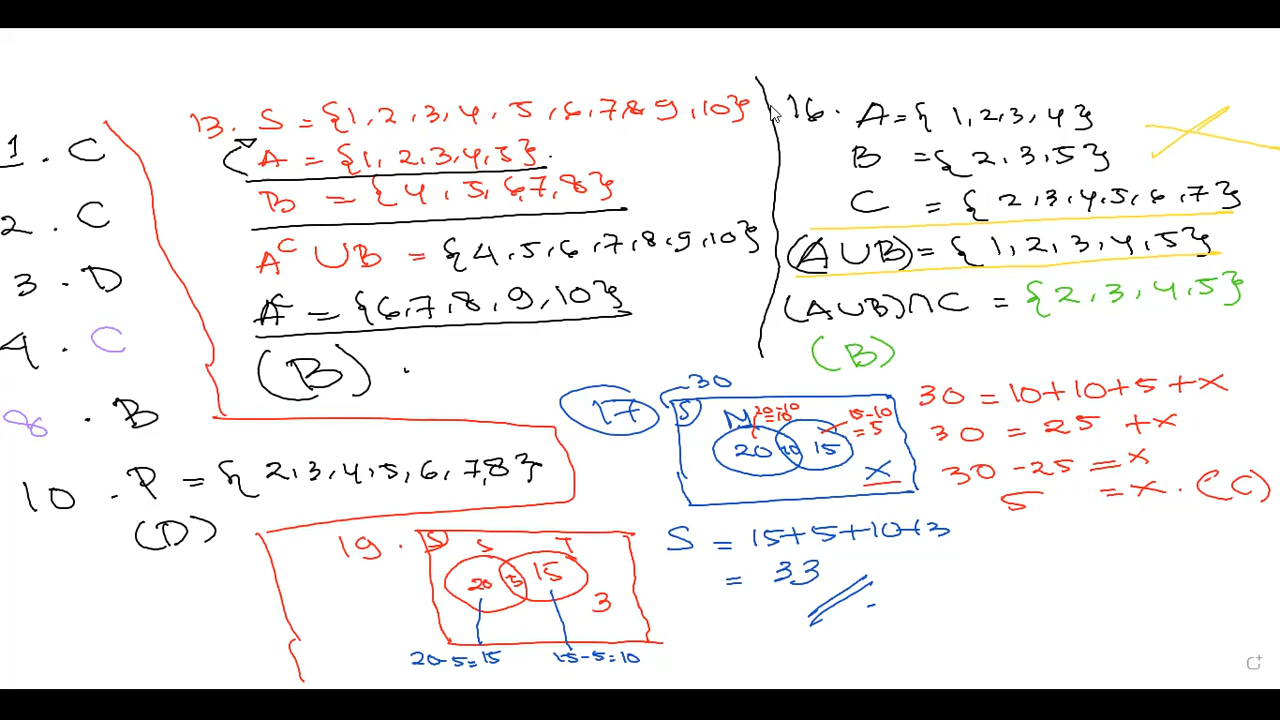 1. C
2. C
3. D
4. C
8. B
10. P = {2,3,4,5,6,7,8}
(D)
13. S = {1,2,3,4,5,6,7,8,9,10}
A = {1,2,3,4,5}.
B = {4,5,6,7,8}
A^c ∪ B = {4,5,6,7,8,9,10}
A^c = {6,7,8,9,10}
(B).
16. A = {1,2,3,4}
B = {2,3,5}
C = {2,3,4,5,6,7}
(A∪B) = {1,2,3,4,5}
(A∪B)∩C = {2,3,4,5}
(B)
17
30
S
M
15-10
= 5
20
10
15
x
30 = 10+10+5+x
30 = 25 + x
30 - 25 = x
5 = x. (C)
19.
S
S T
20 5 15
3
20-5=15
15-5=10
S = 15+5+10+3
= 33